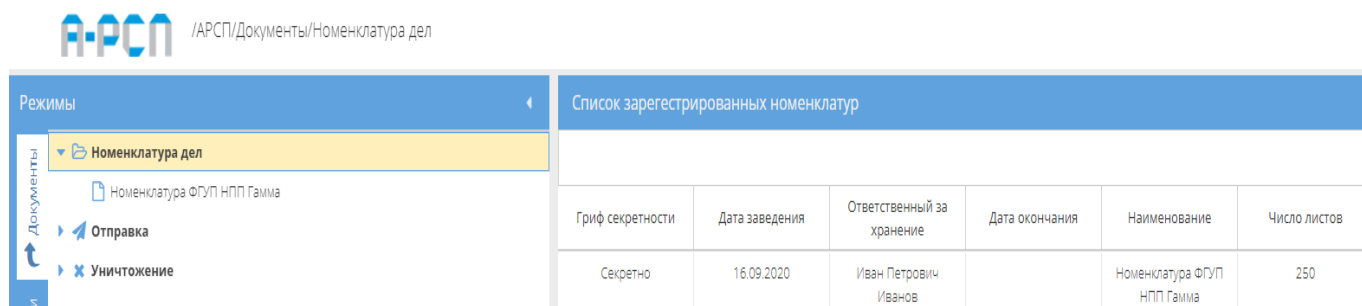 А-РСП
/АРСП/Документы/Номенклатура дел
Режимы
Документы
Номенклатура дел
Номенклатура ФГУП НПП Гамма
Отправка
Уничтожение
Список зарегестрированных номенклатур
Гриф секретности
Дата заведения
Ответственный за
хранение
Дата окончания
Наименование
Число листов
Секретно
16.09.2020
Иван Петрович
Иванов
Номенклатура ФГУП
НПП Гамма
250